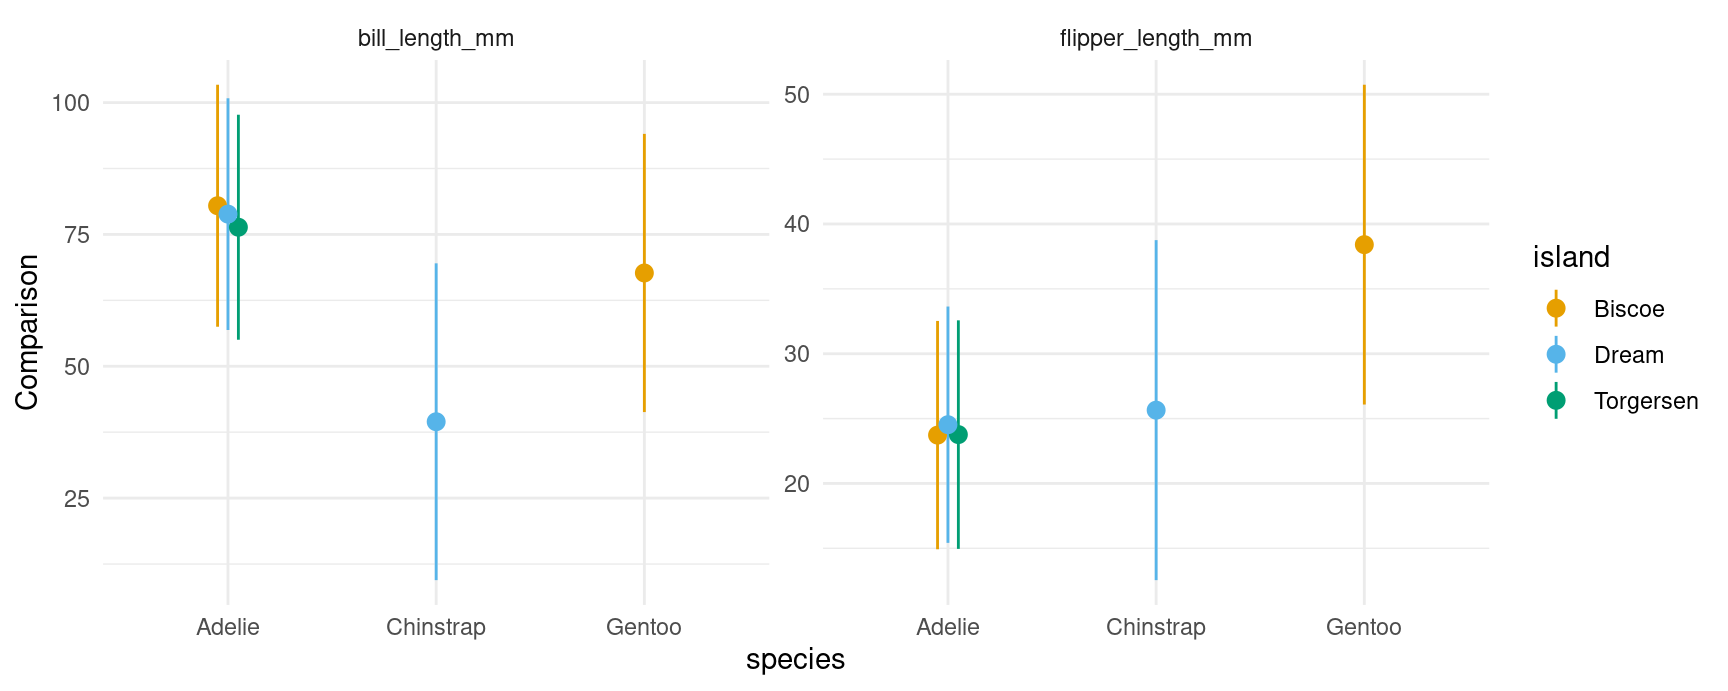 bill_length_mm
flipper_length_mm
Comparison
100
75
50
25
50
40
30
20
Adelie
Chinstrap
Gentoo
Adelie
Chinstrap
Gentoo
species
island
Biscoe
Dream
Torgersen